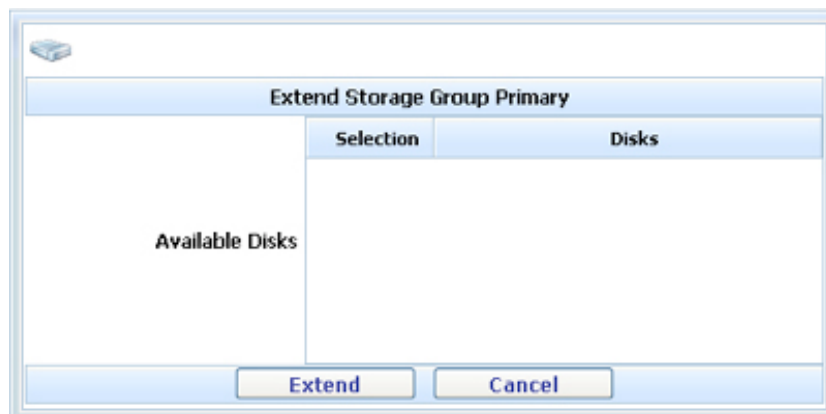 Extend Storage Group Primary
Selection Disks
Available Disks
Extend Cancel